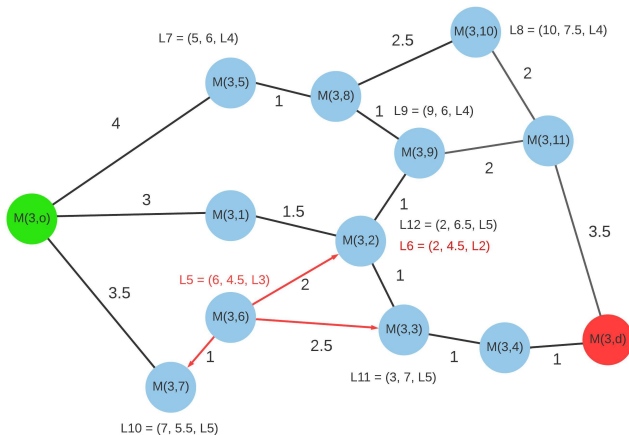 M(3,10)
L8 = (10, 7.5, L4)
L7 = (5, 6, L4)
2.5
2
M(3,5)
1
M(3,8)
1
L9 = (9, 6, L4)
4
M(3,9)
2
M(3,11)
3
1.5
1
M(3,o)
M(3,1)
M(3,2)
L12 = (2, 6.5, L5)
L6 = (2, 4.5, L2)
3.5
L5 = (6, 4.5, L3)
2
1
3.5
M(3,6)
M(3,3)
2.5
1
M(3,4)
1
M(3,d)
1
M(3,7)
L11 = (3, 7, L5)
L10 = (7, 5.5, L5)